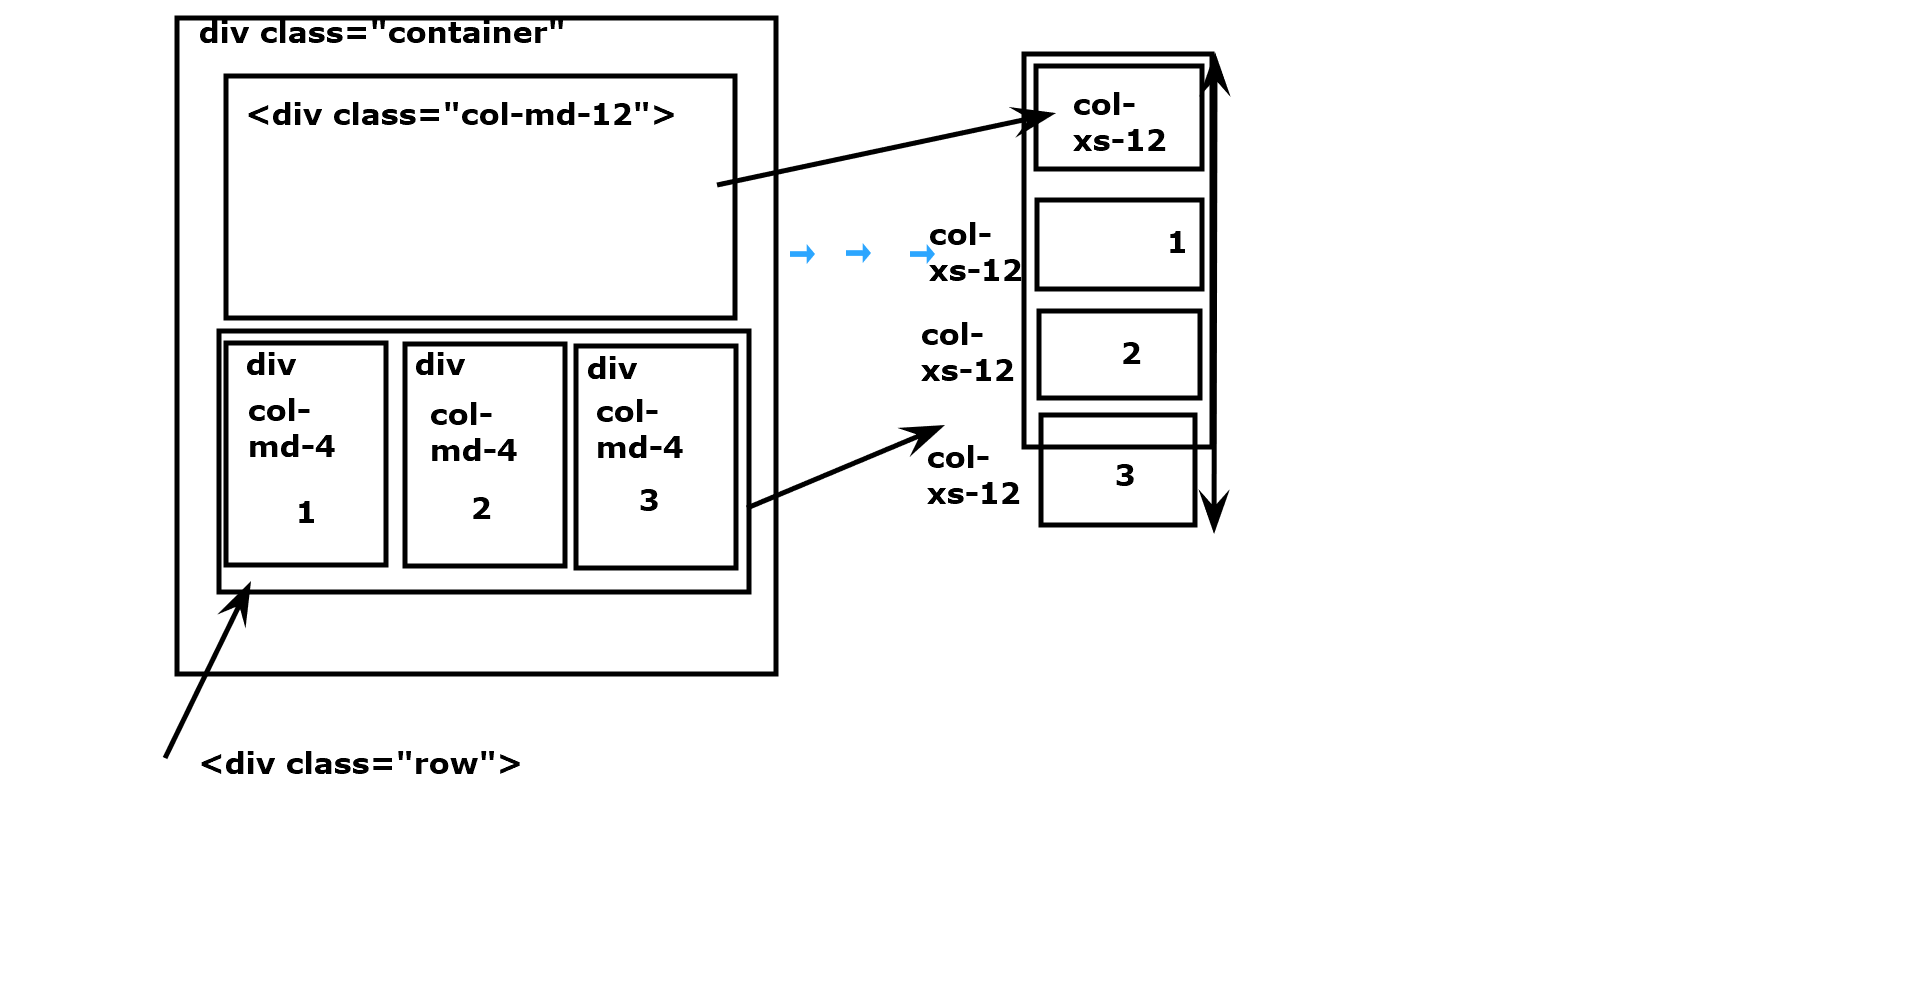 div class="container"
<div class="col-md-12">
div
col-
md-4
1
div
col-
md-4
2
div
col-
md-4
3
<div class="row">
col-
xs-12
col-
xs-12
1
col-
xs-12
2
col-
xs-12
3